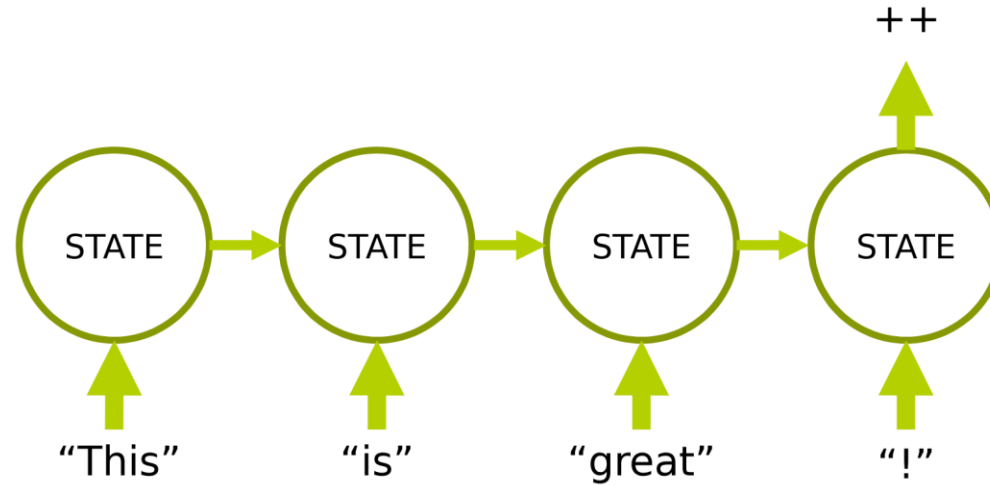 ++
STATE STATE STATE STATE
“This” “is” “great” “!”